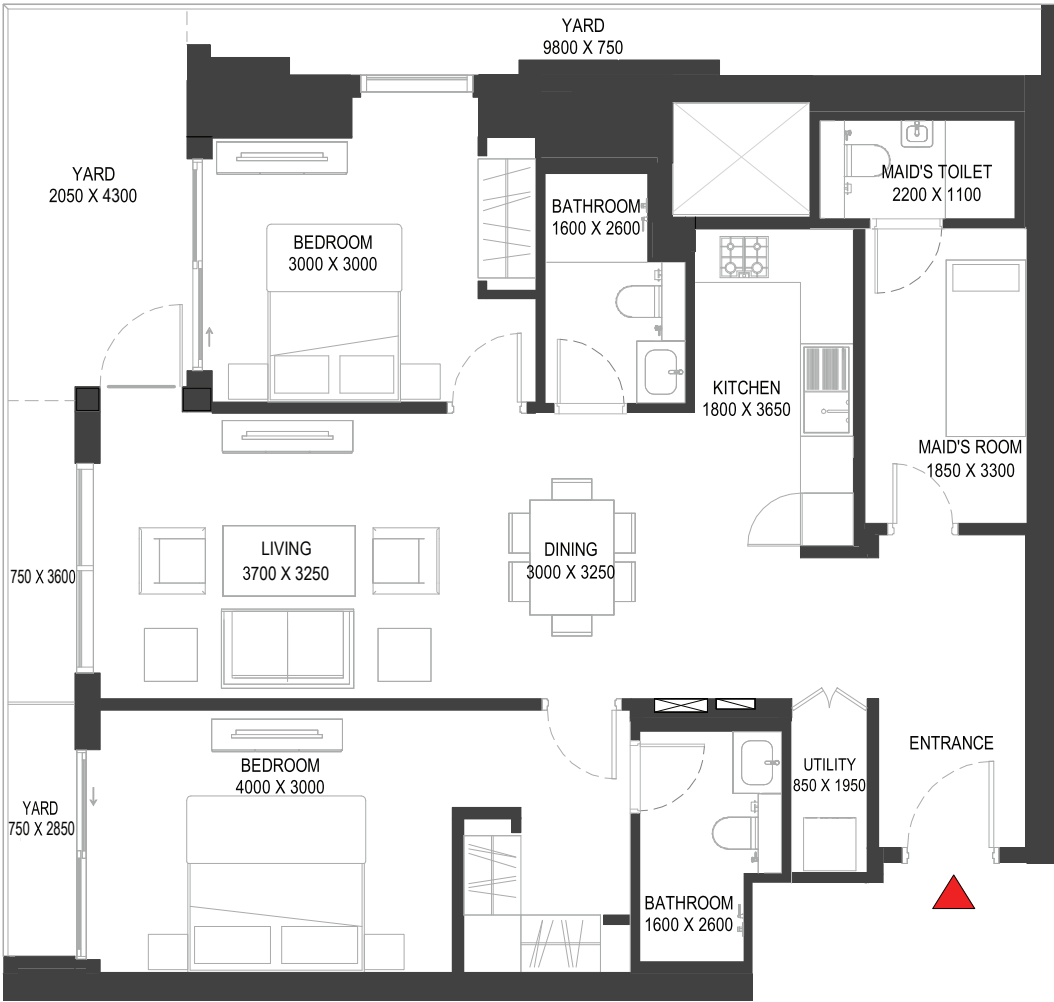 YARD
9800 X 750
YARD
2050 X 4300
MAID'S TOILET
2200 X 1100
BATHROOM
1600 X 2600
BEDROOM
3000 X 3000
KITCHEN
1800 X 3650
MAID'S ROOM
1850 X 3300
LIVING
3700 X 3250
DINING
3000 X 3250
750 X 3600
ENTRANCE
BEDROOM
4000 X 3000
UTILITY
850 X 1950
YARD
750 X 2850
BATHROOM
1600 X 2600